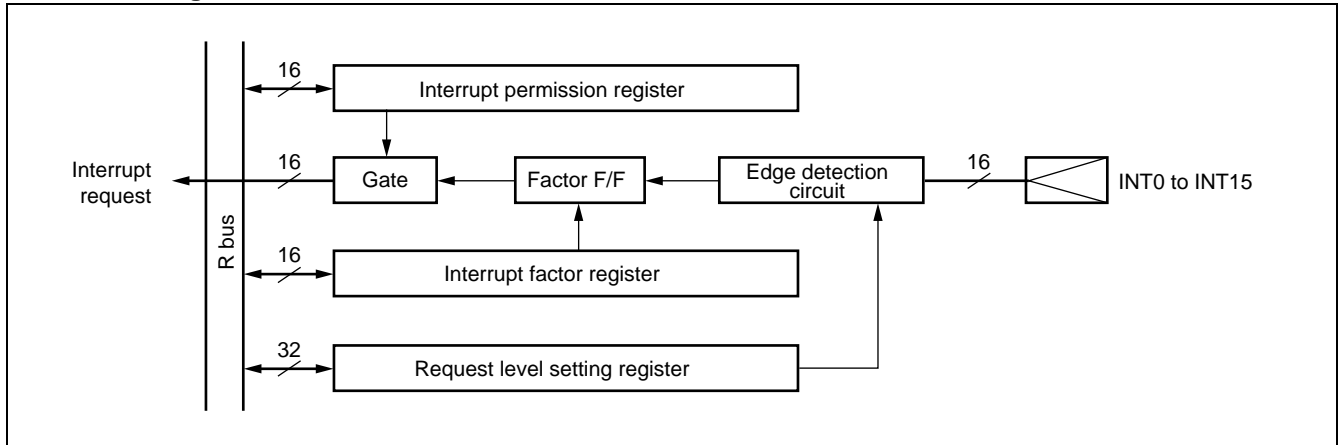 16
Interrupt permission register
Interrupt
request
16
Gate
Factor F/F
Edge detection
circuit
16
INT0 to INT15
R bus
16
Interrupt factor register
32
Request level setting register